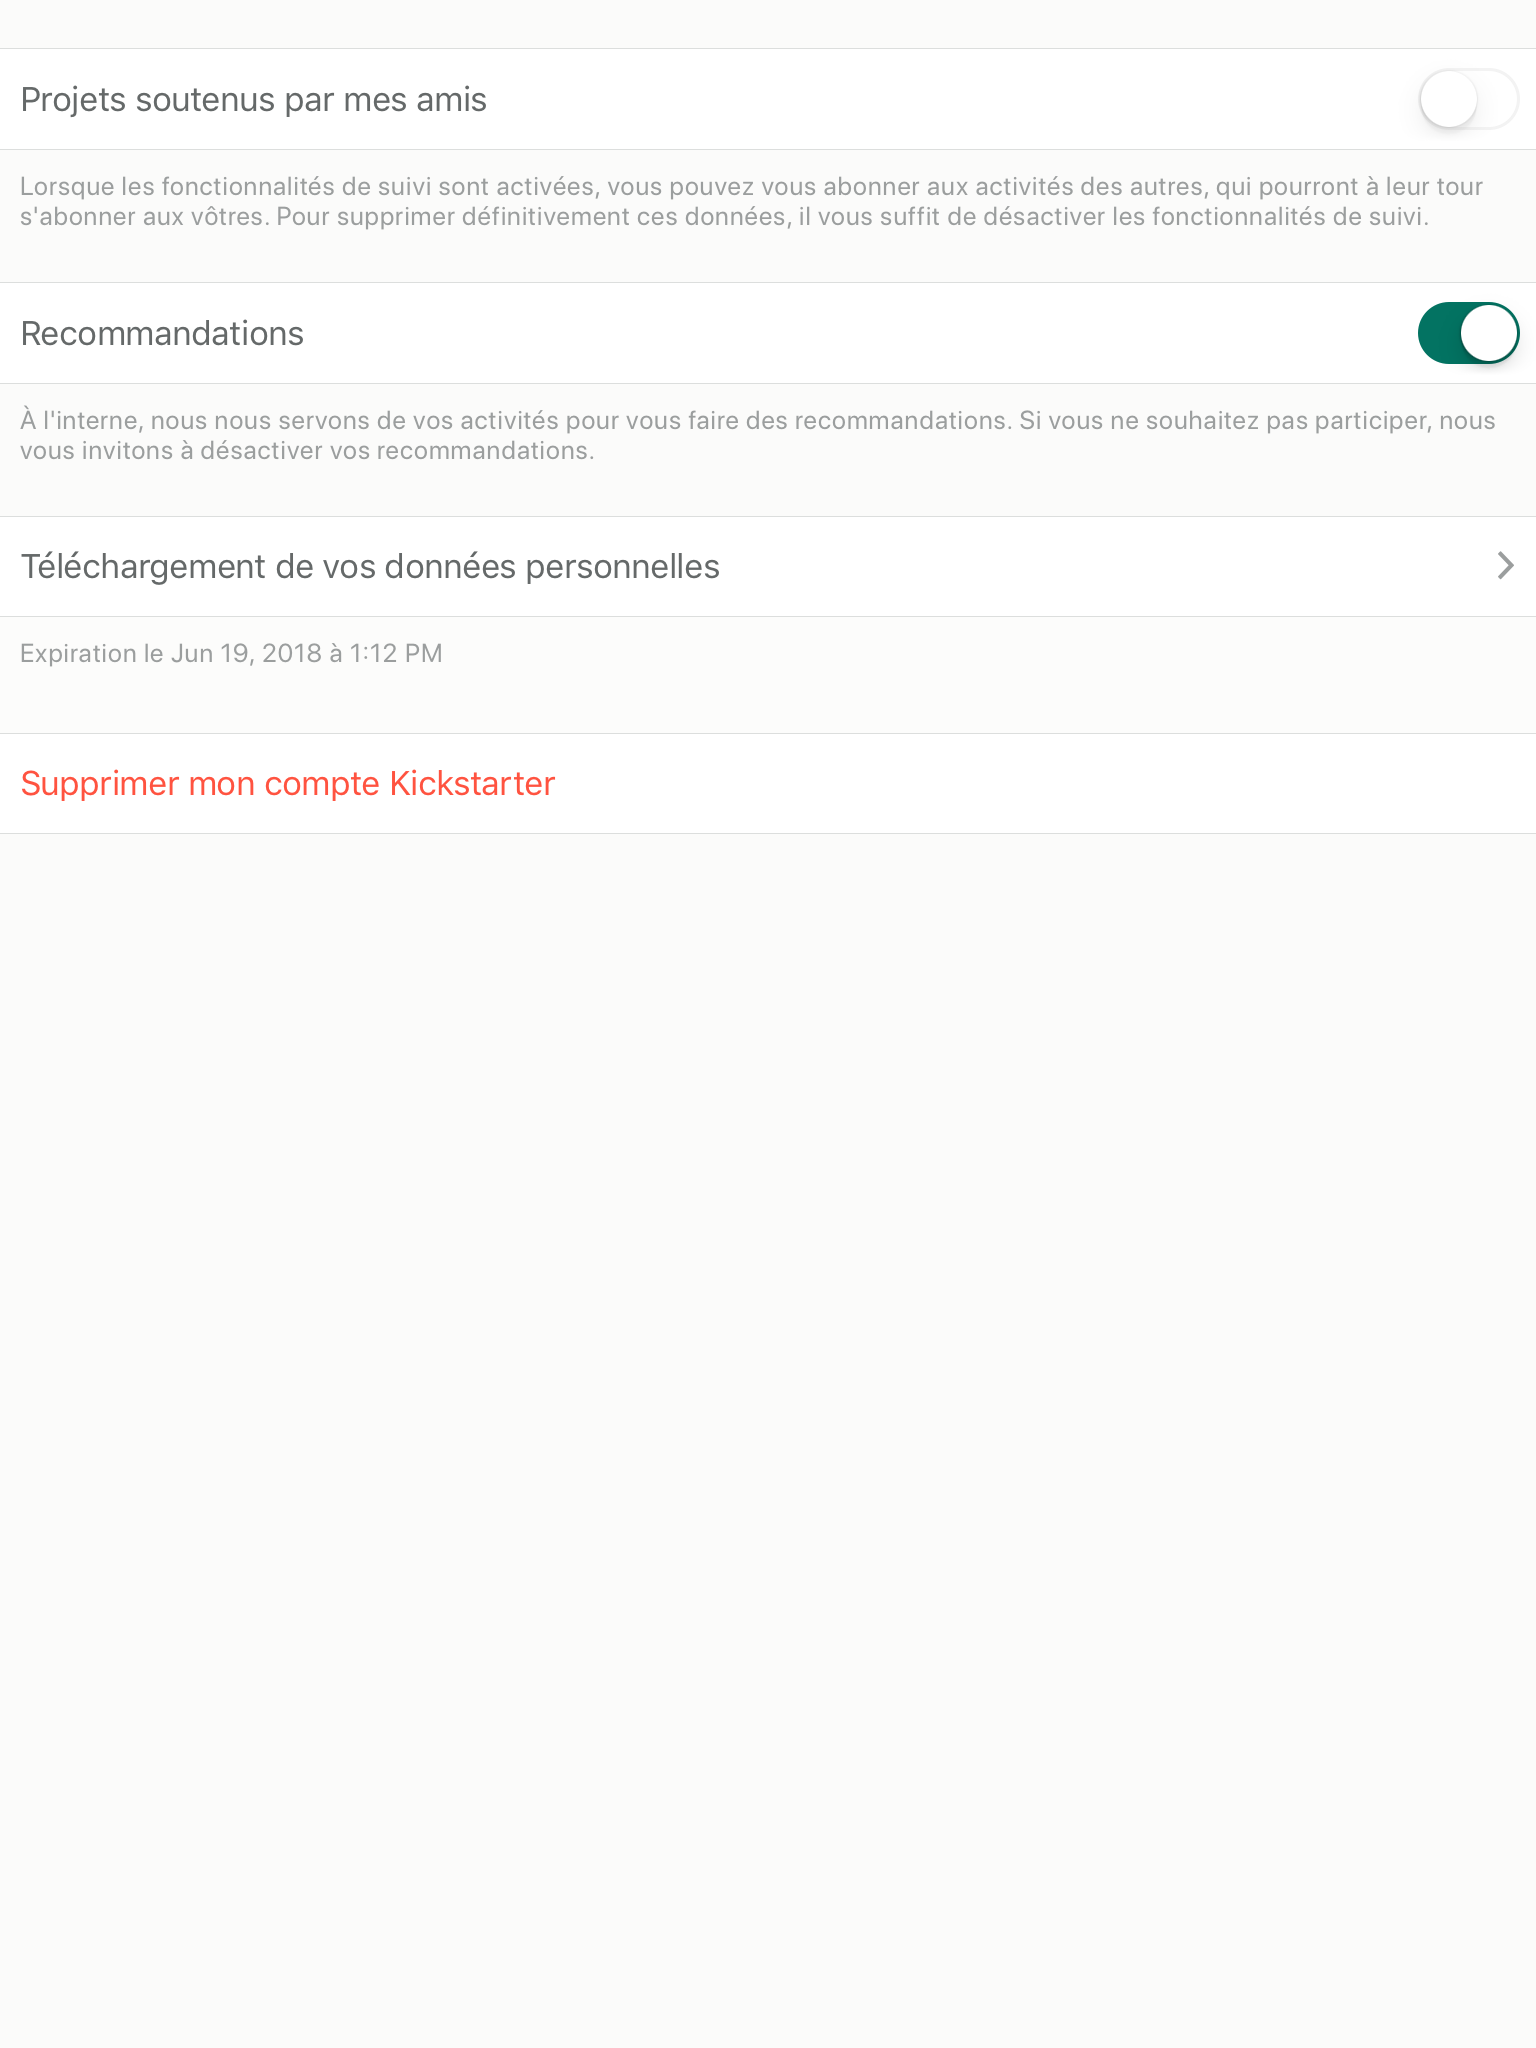 Projets soutenus par mes amis
Lorsque les fonctionnalités de suivi sont activées, vous pouvez vous abonner aux activités des autres, qui pourront à leur tour
s'abonner aux vôtres. Pour supprimer définitivement ces données, il vous suffit de désactiver les fonctionnalités de suivi.
Recommandations
À l'interne, nous nous servons de vos activités pour vous faire des recommandations. Si vous ne souhaitez pas participer, nous
vous invitons à désactiver vos recommandations.
Téléchargement de vos données personnelles
Expiration le Jun 19, 2018 à 1:12 PM
Supprimer mon compte Kickstarter